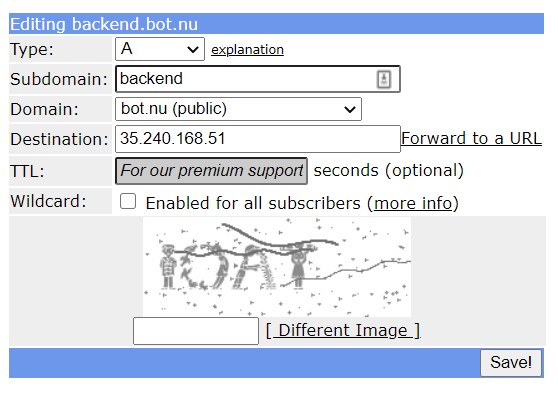 Editing backend.bot.nu
Type: A explanation
Subdomain: backend
Domain: bot.nu (public)
Destination: 35.240.168.51 Forward to a URL
TTL: For our premium support seconds (optional)
Wildcard: Enabled for all subscribers (more info)
[ Different Image ]
Save!